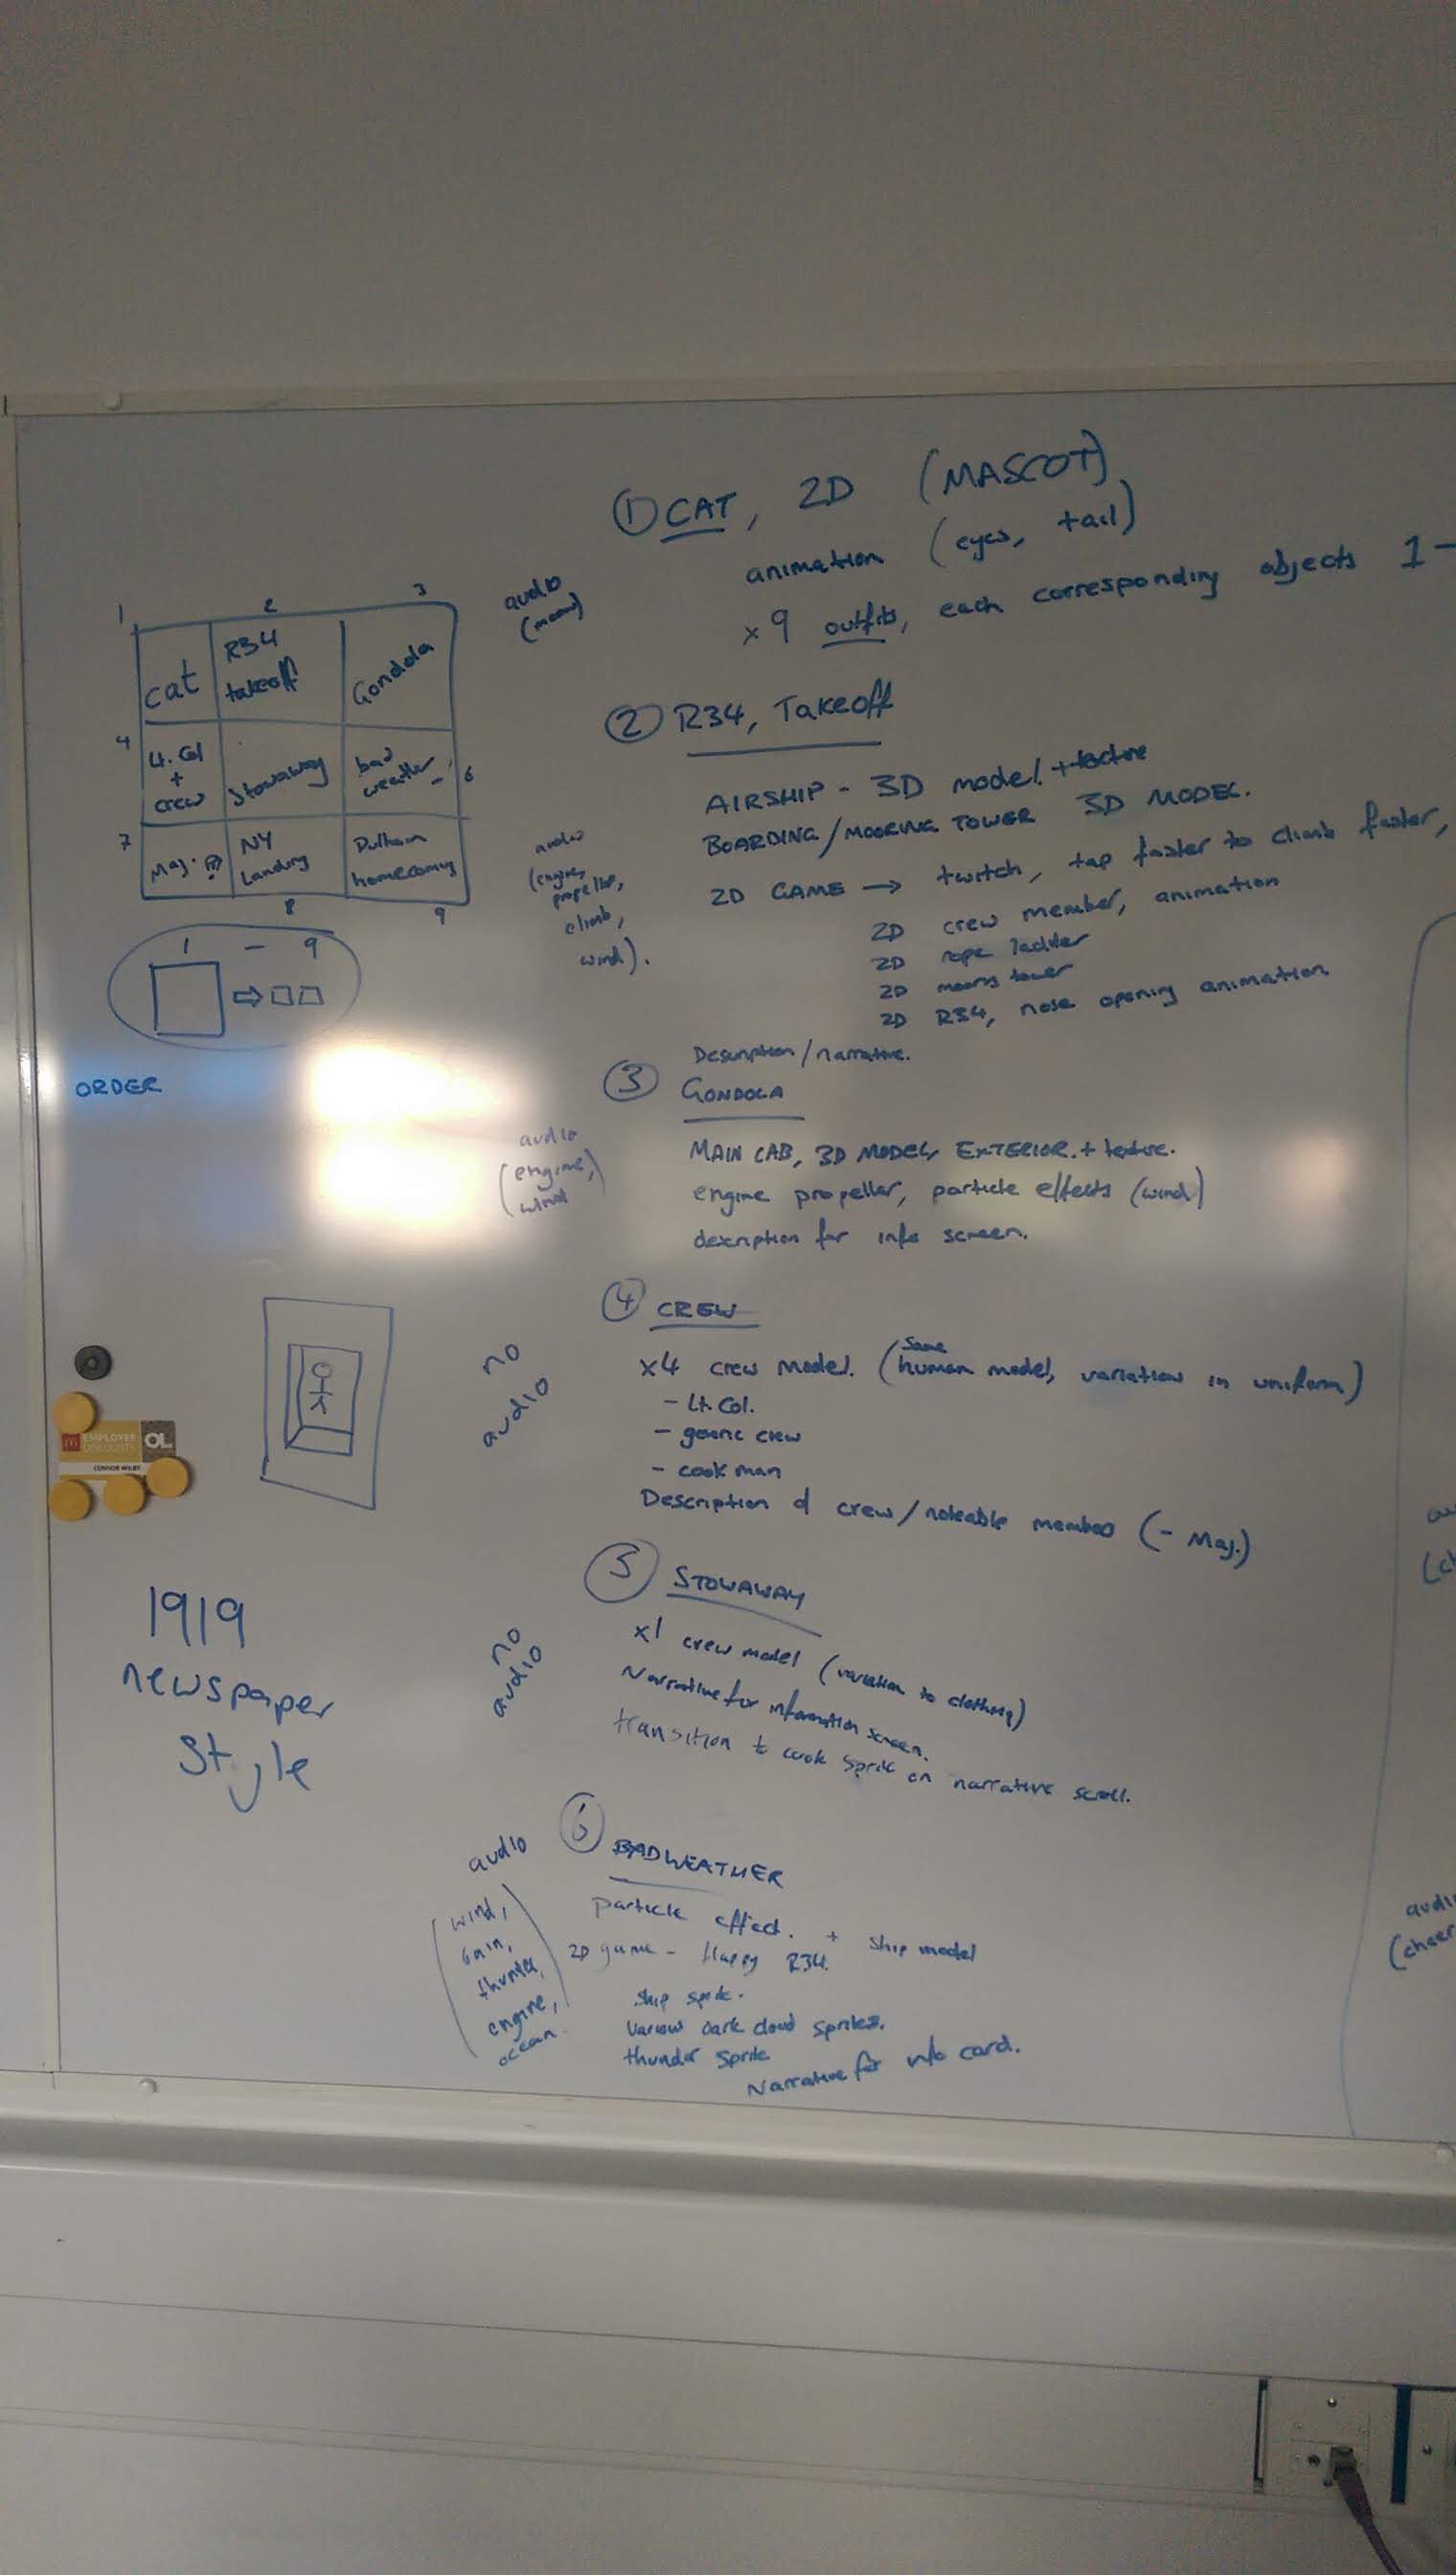 1 2 3
cat
R34 takeoff
Gondola
4
Lt. Col + crew
Stowaway
bad weather
6
7
Maj.
NY Landing
Pulham homecoming
8
9
1 - 9
ORDER
1919
newspaper
Style
EMPLOYEE
DISCOUNTS
OL
CONNOR WILBY
① CAT, 2D (MASCOT)
audio
(meow)
animation (eyes, tail)
x9 outfits, each corresponding objects 1-
② R34, Takeoff
AIRSHIP - 3D model. + texture
BOARDING/MOORING TOWER 3D MODEL.
2D GAME → twitch, tap faster to climb faster,
2D crew member, animation
2D rope ladder
2D tower
2D R34, nose opening animation.
audio
(engine,
propeller,
climb,
wind).
Description/narrative.
③ GONDOLA
audio
(engine,)
wind
MAIN CAB, 3D MODEL, EXTERIOR. + texture.
engine propeller, particle effects (wind)
description for info screen.
④ CREW
no
audio
x4 crew model. (same human model, variation in uniform)
- Lt. Col.
- generic crew
- cook man
Description of crew/noteable members (- Maj.)
⑤ STOWAWAY
no
audio
x1 crew model (variation to clothing)
Narrative for information screen.
transition to cook sprite on narrative scroll.
⑥ BAD WEATHER
audio
(wind,
rain,
thunder,
engine,
ocean.
particle effect. + ship model
2D game - flappy R34.
ship sprite.
various dark cloud sprites.
thunder sprite
Narrative for info card.
audi
(cheer